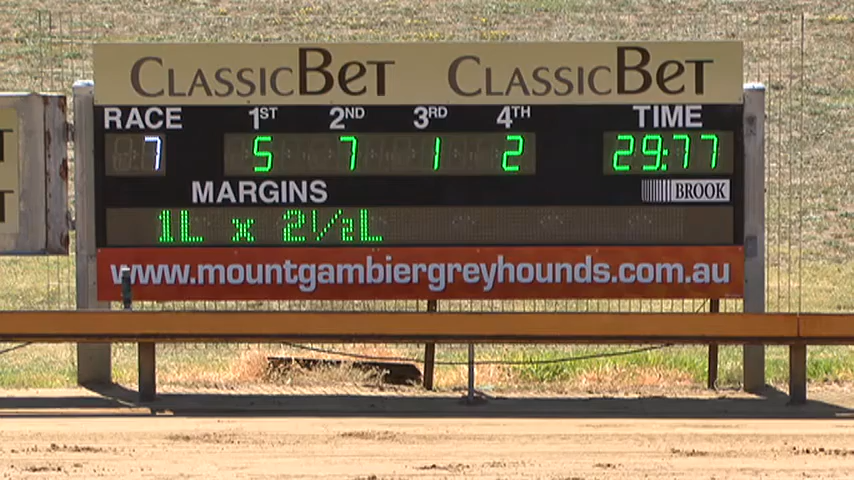 CLASSICBET CLASSICBET
RACE 1ST 2ND 3RD 4TH TIME
7 5 7 1 2 29:77
MARGINS BROOK
1L x 2½L
www.mountgambiergreyhounds.com.au